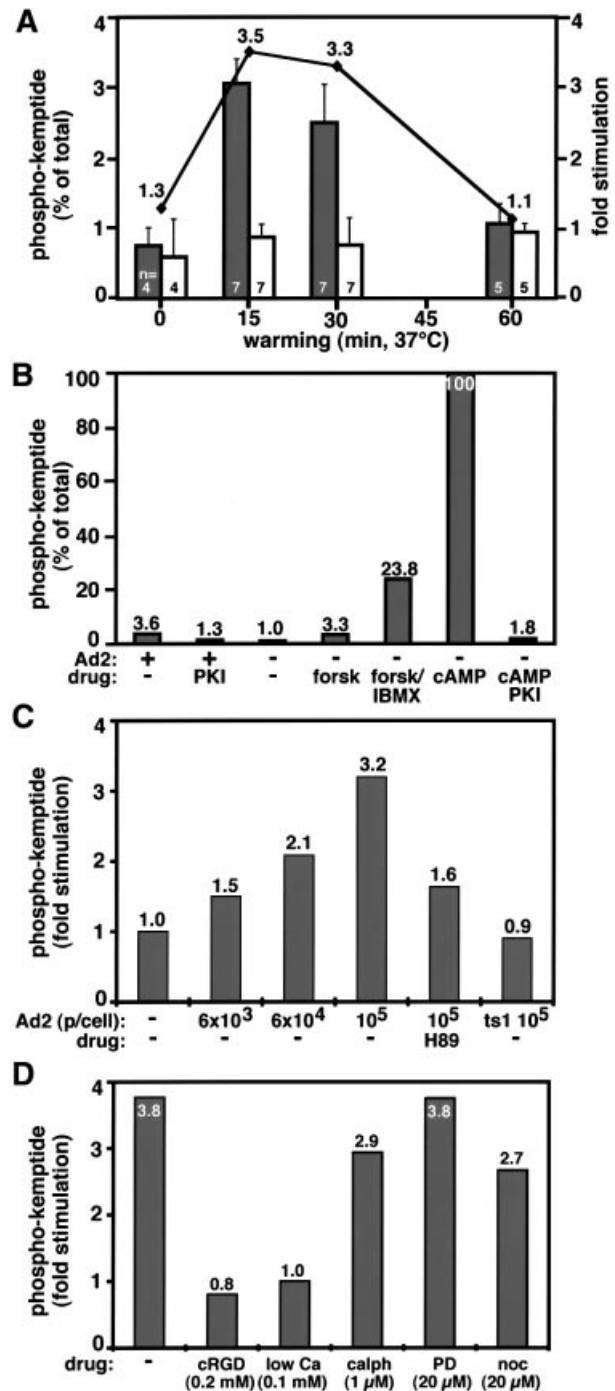 A
4
3
2
1
0
phospho-kemptide
(% of total)
1.3
3.5
3.3
1.1
n=
4
4
7
7
7
7
5
5
4
3
2
1
0
fold stimulation
0
15
30
45
60
warming (min, 37°C)
B
100
80
60
40
20
0
phospho-kemptide
(% of total)
3.6
1.3
1.0
3.3
23.8
100
1.8
Ad2: + + - - - - -
drug: - PKI - forsk forsk/ cAMP cAMP
IBMX PKI
C
4
3
2
1
0
phospho-kemptide
(fold stimulation)
1.0
1.5
2.1
3.2
1.6
0.9
Ad2 (p/cell): - 6x10³ 6x10⁴ 10⁵ 10⁵ ts1 10⁵
drug: - - - - H89 -
D
4
3
2
1
0
phospho-kemptide
(fold stimulation)
3.8
0.8
1.0
2.9
3.8
2.7
drug: - cRGD low Ca calph PD noc
(0.2 mM) (0.1 mM) (1 µM) (20 µM) (20 µM)